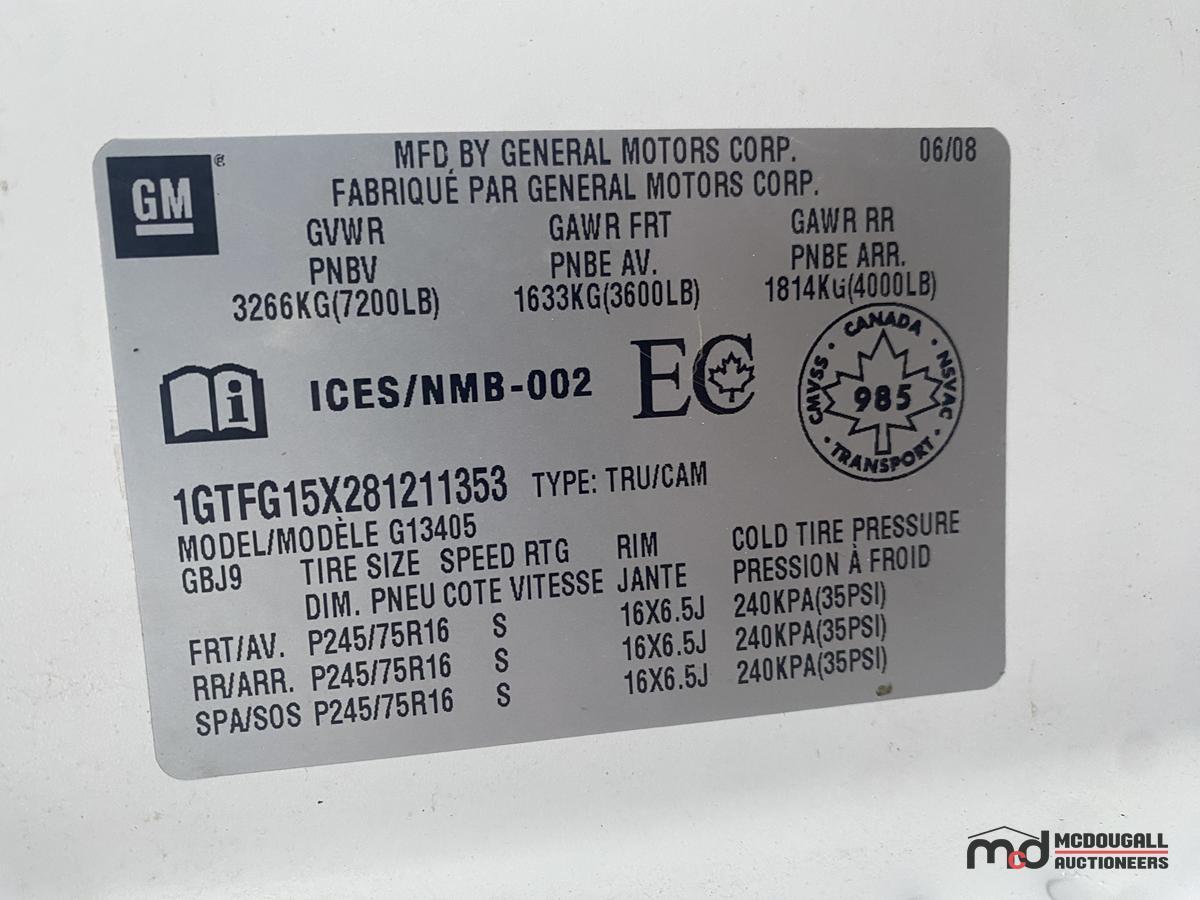 GM
®
MFD BY GENERAL MOTORS CORP. 06/08
FABRIQUÉ PAR GENERAL MOTORS CORP.
GVWR GAWR FRT GAWR RR
PNBV PNBE AV. PNBE ARR.
3266KG(7200LB) 1633KG(3600LB) 1814KG(4000LB)
i ICES/NMB-002 EC
CANADA
CMVSS 985 NSVAC
TRANSPORT
1GTFG15X281211353 TYPE: TRU/CAM
MODEL/MODÈLE G13405
GBJ9 TIRE SIZE SPEED RTG RIM COLD TIRE PRESSURE
DIM. PNEU COTE VITESSE JANTE PRESSION À FROID
FRT/AV. P245/75R16 S 16X6.5J 240KPA(35PSI)
RR/ARR. P245/75R16 S 16X6.5J 240KPA(35PSI)
SPA/SOS P245/75R16 S 16X6.5J 240KPA(35PSI)
mcd MCDOUGALL
AUCTIONEERS